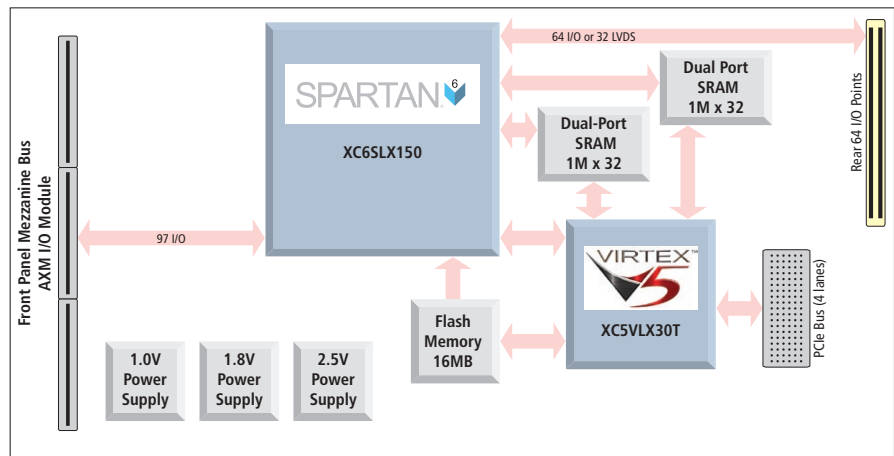 64 I/O or 32 LVDS
SPARTAN 6
XC6SLX150
Dual Port
SRAM
1M x 32
Dual-Port
SRAM
1M x 32
Rear 64 I/O Points
Front Panel Mezzanine Bus
AXM I/O Module
97 I/O
VIRTEX™
5
XC5VLX30T
PCIe Bus (4 lanes)
Flash
Memory
16MB
1.0V
Power
Supply
1.8V
Power
Supply
2.5V
Power
Supply